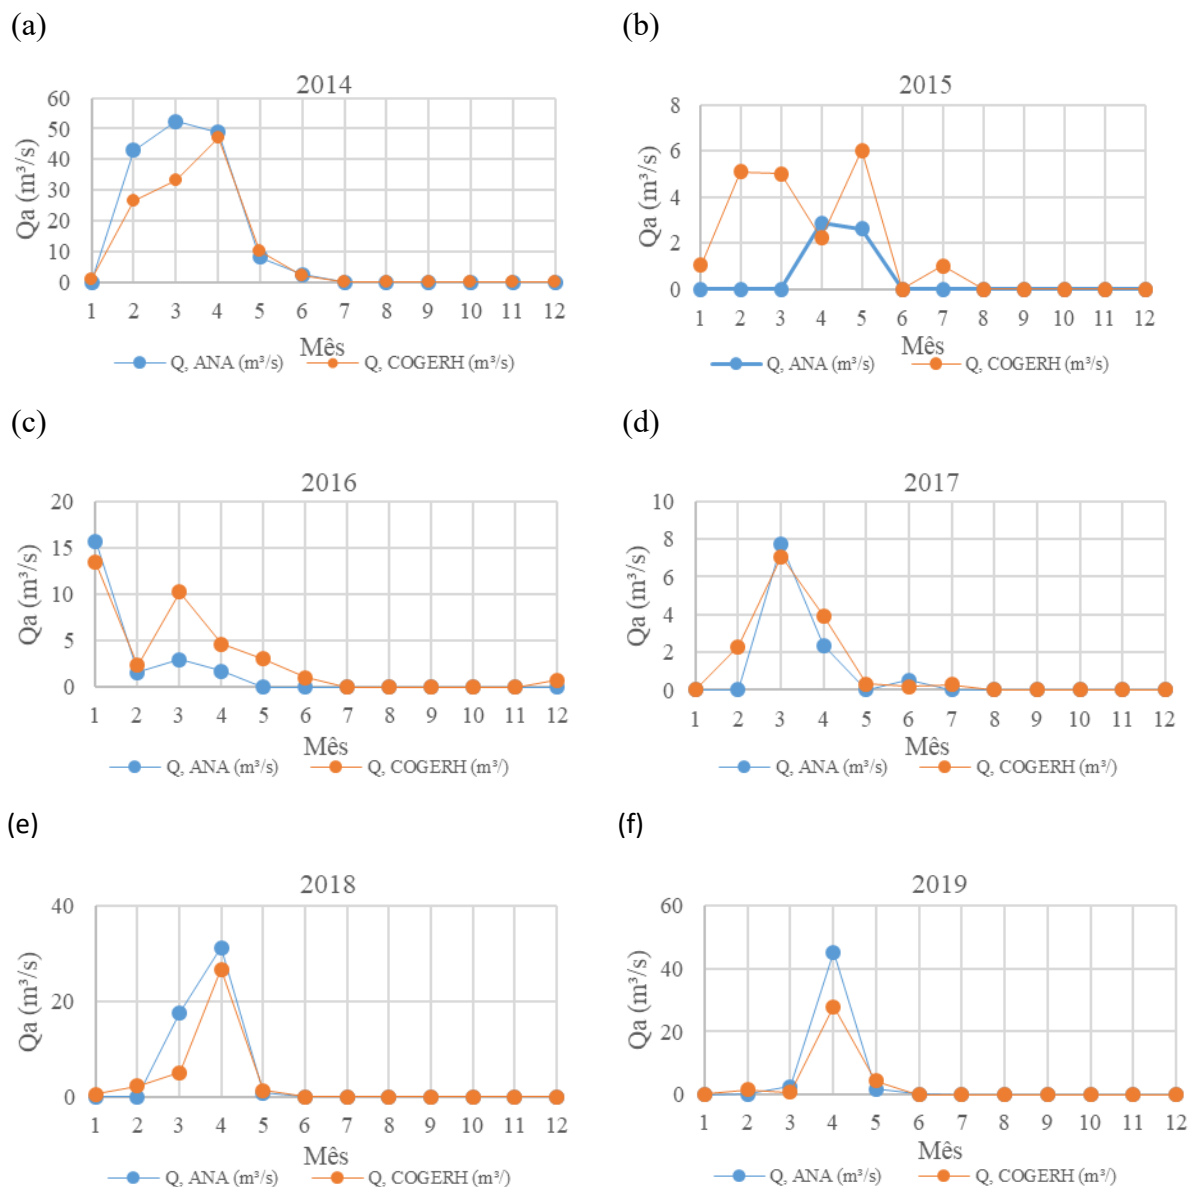 (a)
2014
60
50
40
30
20
10
0
Qa (m³/s)
1 2 3 4 5 6 7 8 9 10 11 12
Mês
Q, ANA (m³/s) Q, COGERH (m³/s)
(b)
2015
8
6
4
2
0
Qa (m³/s)
1 2 3 4 5 6 7 8 9 10 11 12
Mês
Q, ANA (m³/s) Q, COGERH (m³/s)
(c)
2016
20
15
10
5
0
Qa (m³/s)
1 2 3 4 5 6 7 8 9 10 11 12
Mês
Q, ANA (m³/s) Q, COGERH (m³/)
(d)
2017
10
8
6
4
2
0
Qa (m³/s)
1 2 3 4 5 6 7 8 9 10 11 12
Mês
Q, ANA (m³/s) Q, COGERH (m³/)
(e)
2018
40
20
0
Qa (m³/s)
1 2 3 4 5 6 7 8 9 10 11 12
Mês
Q, ANA (m³/s) Q, COGERH (m³/)
(f)
2019
60
40
20
0
Qa (m³/s)
1 2 3 4 5 6 7 8 9 10 11 12
Mês
Q, ANA (m³/s) Q, COGERH (m³/)